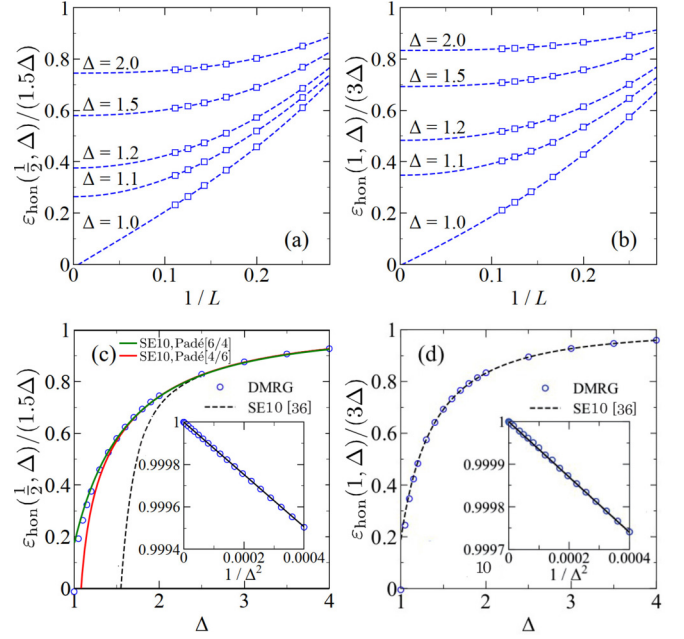 1
0.8
0.6
0.4
0.2
0
0
0.1
0.2
1/L
ε_hon(1/2, Δ)/(1.5Δ)
Δ = 2.0
Δ = 1.5
Δ = 1.2
Δ = 1.1
Δ = 1.0
(a)
1
0.8
0.6
0.4
0.2
0
0
0.1
0.2
1/L
ε_hon(1, Δ)/(3Δ)
Δ = 2.0
Δ = 1.5
Δ = 1.2
Δ = 1.1
Δ = 1.0
(b)
1
0.8
0.6
0.4
0.2
0
1
2
3
4
Δ
ε_hon(1/2, Δ)/(1.5Δ)
(c)
SE10, Padé[6/4]
SE10, Padé[4/6]
DMRG
SE10 [36]
1
0.9998
0.9996
0.9994
0
0.0002
0.0004
1/Δ²
1
0.8
0.6
0.4
0.2
0
1
2
3
4
Δ
ε_hon(1, Δ)/(3Δ)
(d)
DMRG
SE10 [36]
1
0.9999
0.9998
0.9997
10
0
0.0002
0.0004
1/Δ²